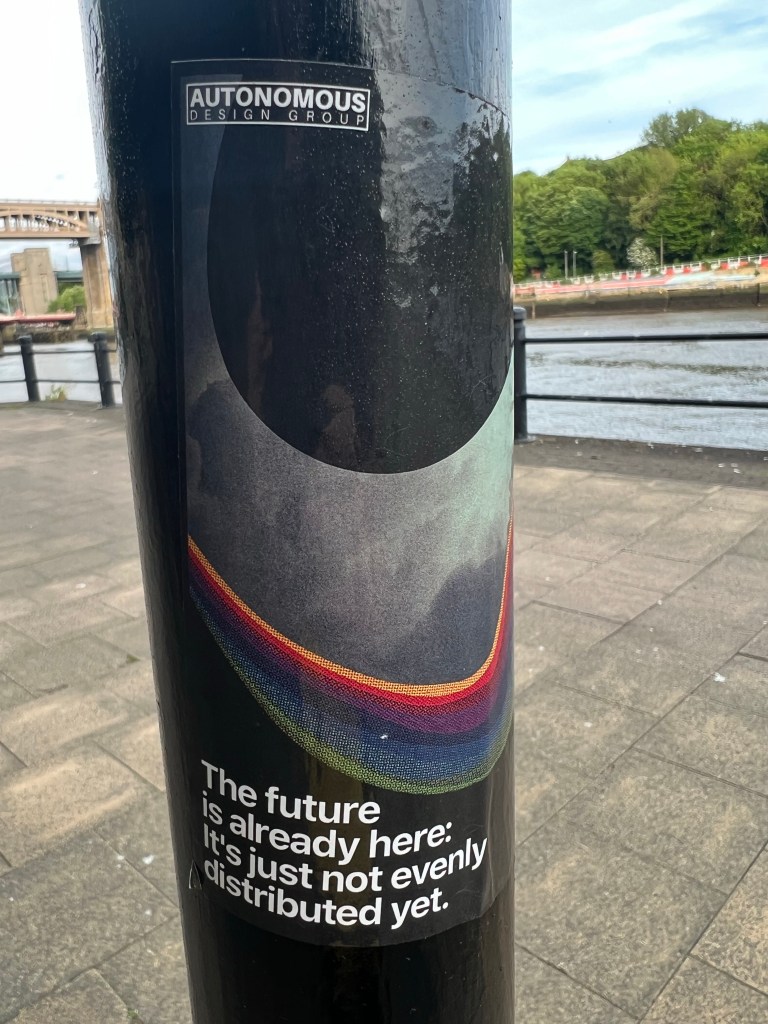 AUTONOMOUS
DESIGN GROUP
The future
is already here:
It's just not evenly
distributed yet.